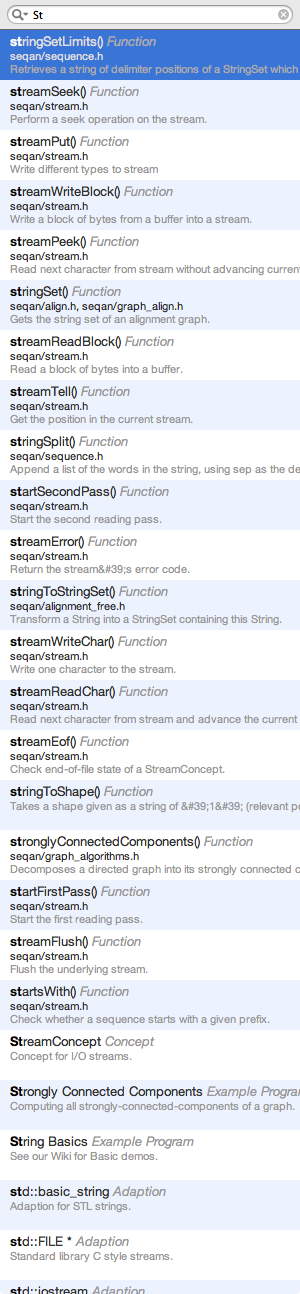 St
stringSetLimits() Function
seqan/sequence.h
Retrieves a string of delimiter positions of a StringSet which
streamSeek() Function
seqan/stream.h
Perform a seek operation on the stream.
streamPut() Function
seqan/stream.h
Write different types to stream
streamWriteBlock() Function
seqan/stream.h
Write a block of bytes from a buffer into a stream.
streamPeek() Function
seqan/stream.h
Read next character from stream without advancing current
stringSet() Function
seqan/align.h, seqan/graph_align.h
Gets the string set of an alignment graph.
streamReadBlock() Function
seqan/stream.h
Read a block of bytes into a buffer.
streamTell() Function
seqan/stream.h
Get the position in the current stream.
stringSplit() Function
seqan/sequence.h
Append a list of the words in the string, using sep as the de
startSecondPass() Function
seqan/stream.h
Start the second reading pass.
streamError() Function
seqan/stream.h
Return the stream&#39;s error code.
stringToStringSet() Function
seqan/alignment_free.h
Transform a String into a StringSet containing this String.
streamWriteChar() Function
seqan/stream.h
Write one character to the stream.
streamReadChar() Function
seqan/stream.h
Read next character from stream and advance the current
streamEof() Function
seqan/stream.h
Check end-of-file state of a StreamConcept.
stringToShape() Function
Takes a shape given as a string of &#39;1&#39; (relevant po
stronglyConnectedComponents() Function
seqan/graph_algorithms.h
Decomposes a directed graph into its strongly connected c
startFirstPass() Function
seqan/stream.h
Start the first reading pass.
streamFlush() Function
seqan/stream.h
Flush the underlying stream.
startsWith() Function
seqan/stream.h
Check whether a sequence starts with a given prefix.
StreamConcept Concept
Concept for I/O streams.
Strongly Connected Components Example Progra
Computing all strongly-connected-components of a graph.
String Basics Example Program
See our Wiki for Basic demos.
std::basic_string Adaption
Adaption for STL strings.
std::FILE * Adaption
Standard library C style streams.
std::iostream Adaption